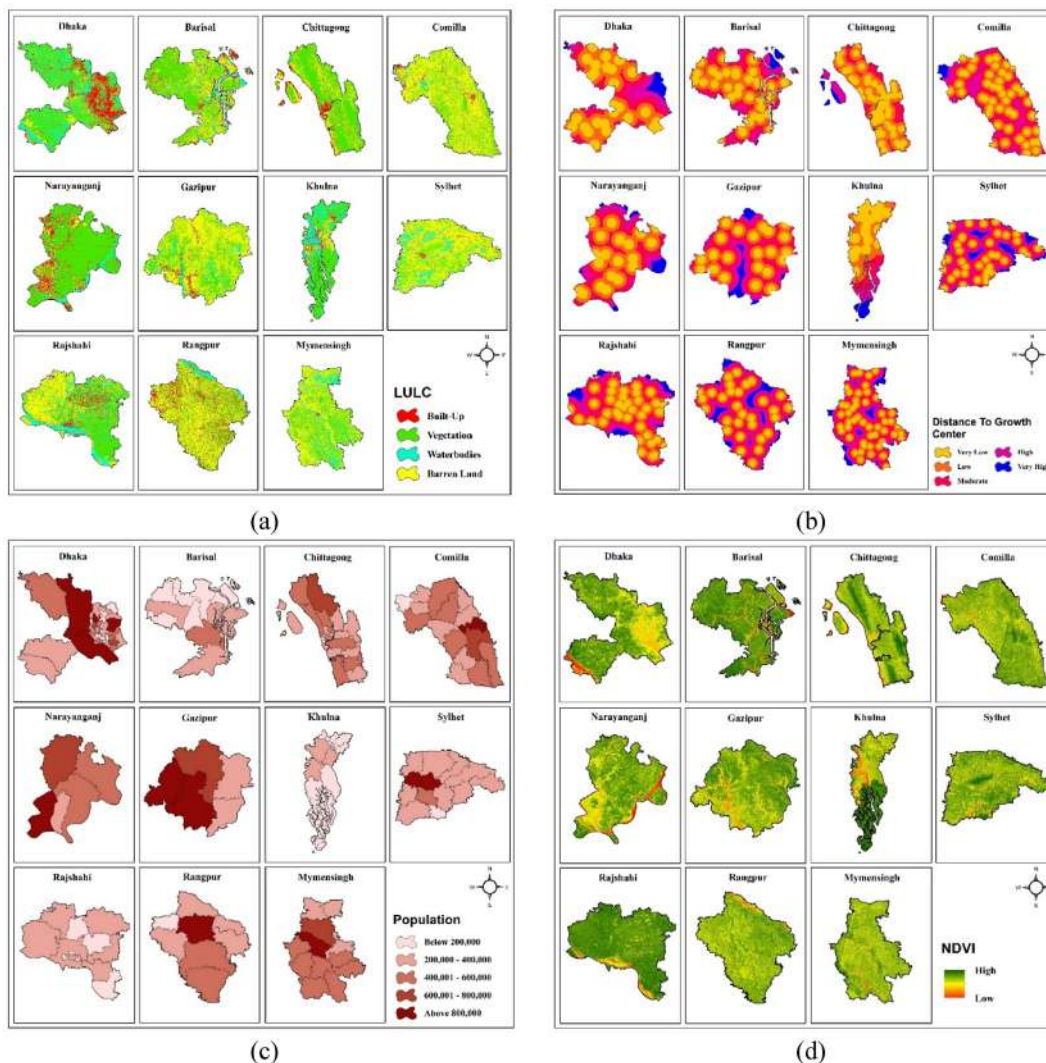 Dhaka Barisal Chittagong Comilla
Narayanganj Gazipur Khulna Sylhet
Rajshahi Rangpur Mymensingh
LULC
Built-Up
Vegetation
Waterbodies
Barren Land
(a)
Dhaka Barisal Chittagong Comilla
Narayanganj Gazipur Khulna Sylhet
Rajshahi Rangpur Mymensingh
Distance To Growth
Center
Very Low High
Low Very High
Moderate
(b)
Dhaka Barisal Chittagong Comilla
Narayanganj Gazipur Khulna Sylhet
Rajshahi Rangpur Mymensingh
Population
Below 200,000
200,000 - 400,000
400,001 - 600,000
600,001 - 800,000
Above 800,000
(c)
Dhaka Barisal Chittagong Comilla
Narayanganj Gazipur Khulna Sylhet
Rajshahi Rangpur Mymensingh
NDVI
High
Low
(d)